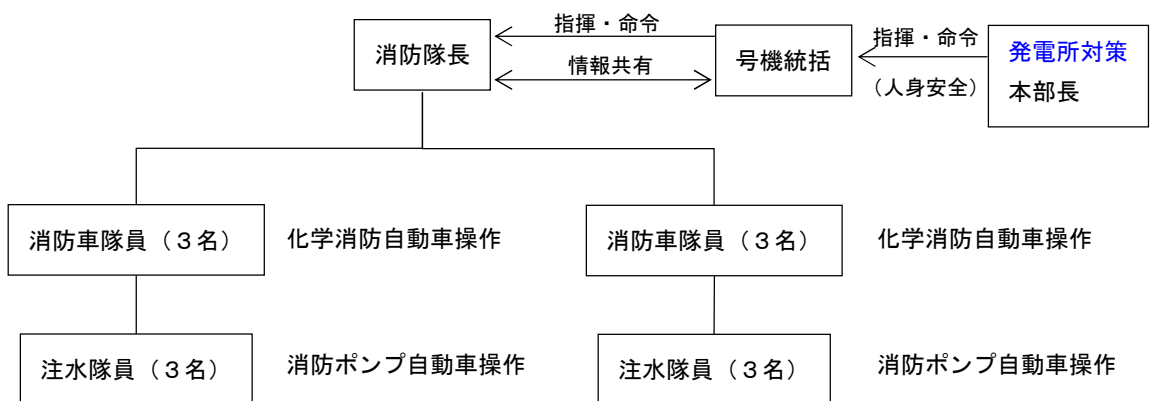 指揮・命令
消防隊長
情報共有
号機統括
指揮・命令
（人身安全）
発電所対策
本部長
消防車隊員（３名）
化学消防自動車操作
消防車隊員（３名）
化学消防自動車操作
注水隊員（３名）
消防ポンプ自動車操作
注水隊員（３名）
消防ポンプ自動車操作